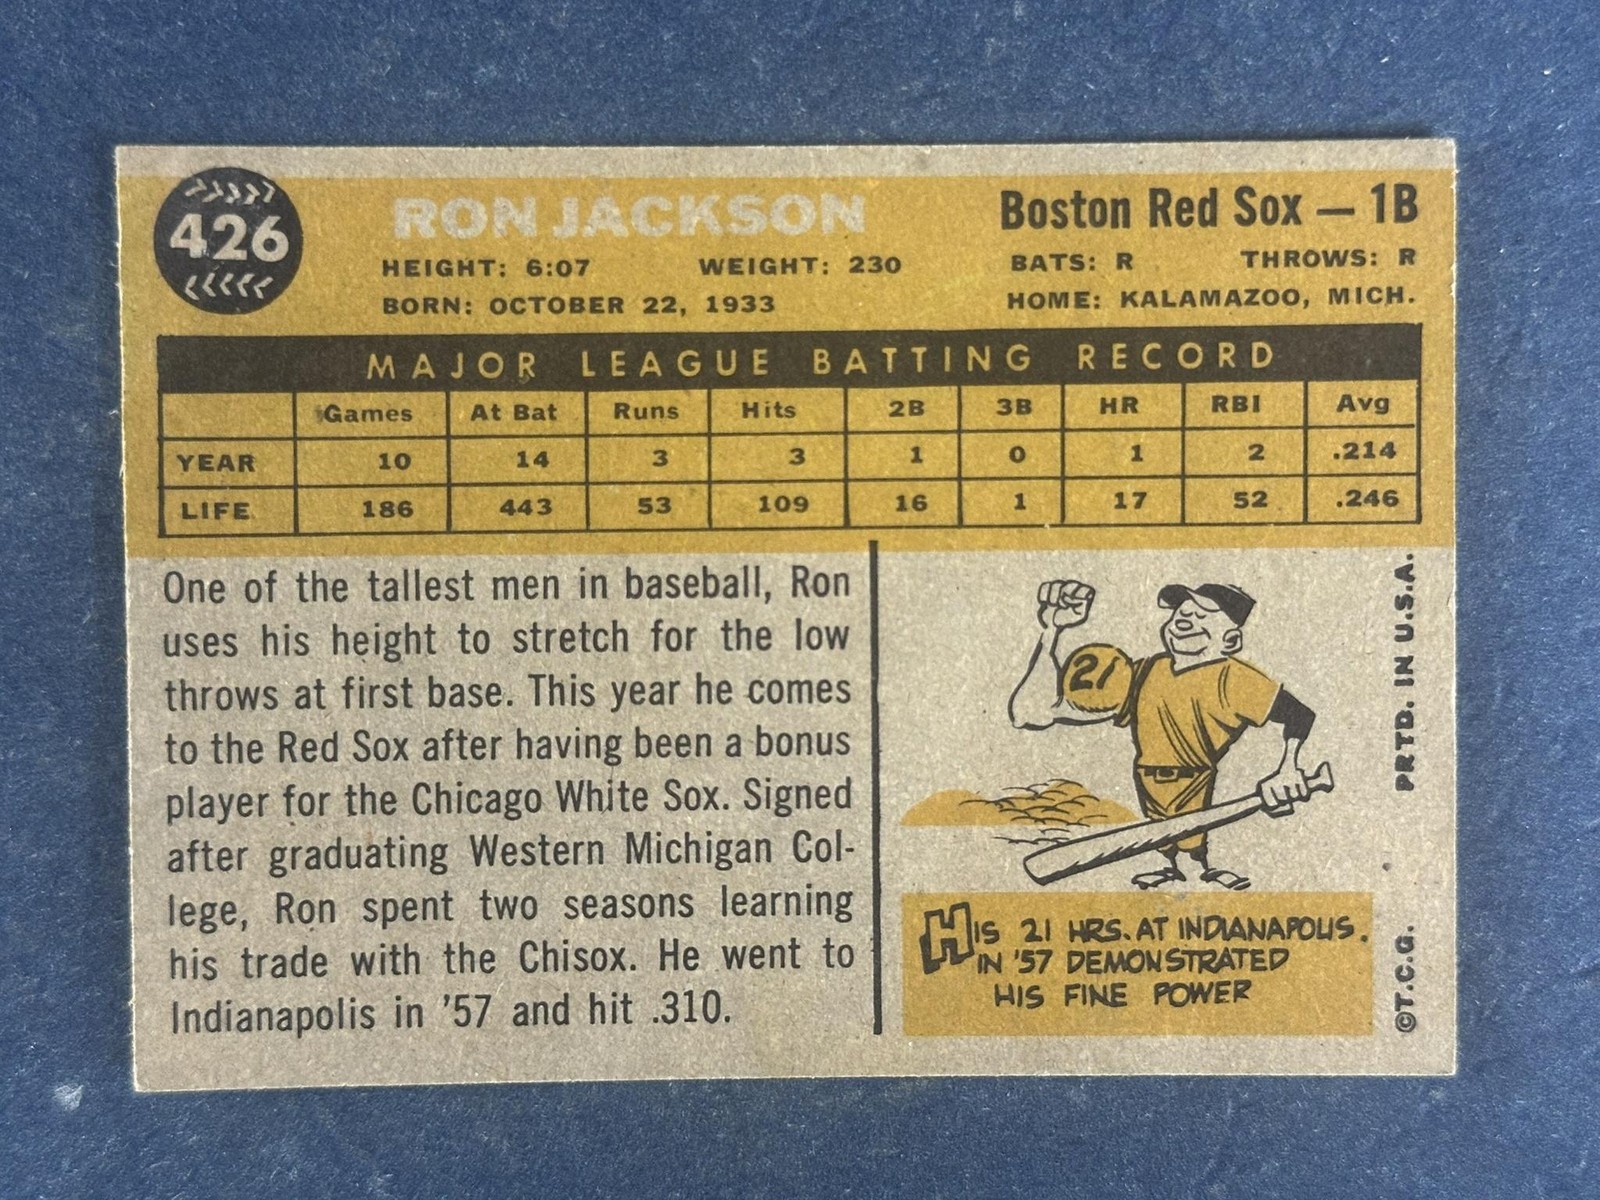 426
RON JACKSON
Boston Red Sox — 1B
HEIGHT: 6:07 WEIGHT: 230
BATS: R THROWS: R
BORN: OCTOBER 22, 1933
HOME: KALAMAZOO, MICH.
MAJOR LEAGUE BATTING RECORD
Games At Bat Runs Hits 2B 3B HR RBI Avg
YEAR 10 14 3 3 1 0 1 2 .214
LIFE 186 443 53 109 16 1 17 52 .246
One of the tallest men in baseball, Ron
uses his height to stretch for the low
throws at first base. This year he comes
to the Red Sox after having been a bonus
player for the Chicago White Sox. Signed
after graduating Western Michigan Col-
lege, Ron spent two seasons learning
his trade with the Chisox. He went to
Indianapolis in '57 and hit .310.
21
HIS 21 HRS. AT INDIANAPOLIS.
IN '57 DEMONSTRATED
HIS FINE POWER
©T.C.G. PRTD. IN U.S.A.